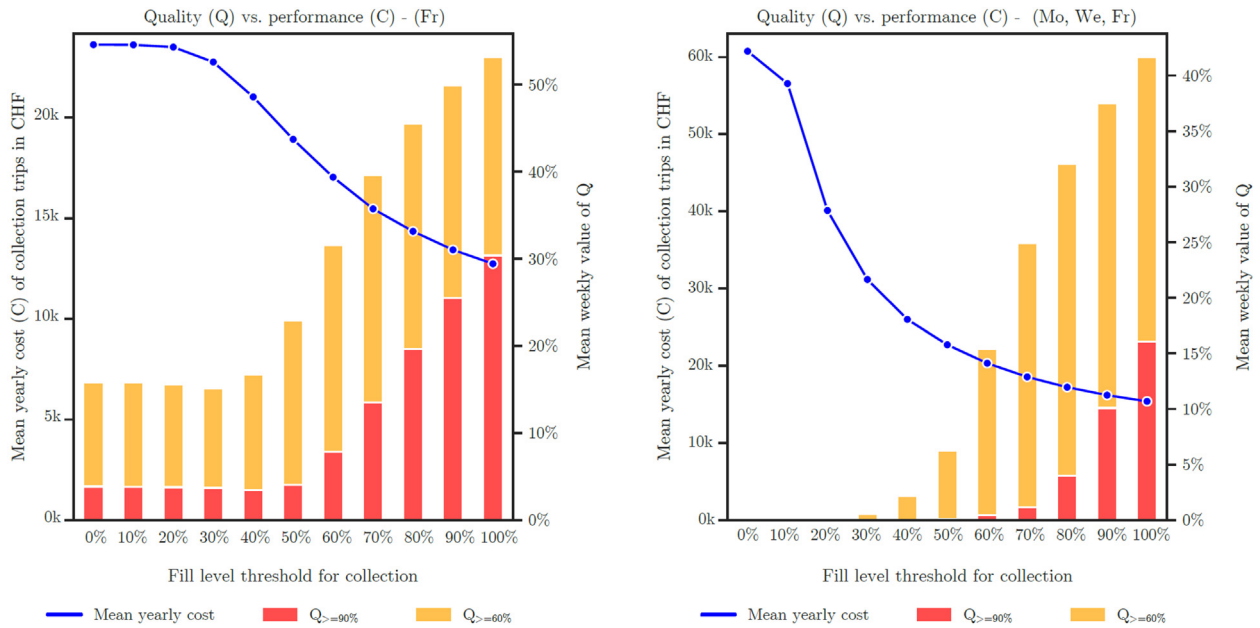 Quality (Q) vs. performance (C) - (Fr)
Mean yearly cost (C) of collection trips in CHF
20k
15k
10k
5k
0k
50%
40%
30%
20%
10%
0%
Mean weekly value of Q
0% 10% 20% 30% 40% 50% 60% 70% 80% 90% 100%
Fill level threshold for collection
Mean yearly cost Q>=90% Q>=60%
Quality (Q) vs. performance (C) - (Mo, We, Fr)
Mean yearly cost (C) of collection trips in CHF
60k
50k
40k
30k
20k
10k
0k
40%
35%
30%
25%
20%
15%
10%
5%
0%
Mean weekly value of Q
0% 10% 20% 30% 40% 50% 60% 70% 80% 90% 100%
Fill level threshold for collection
Mean yearly cost Q>=90% Q>=60%